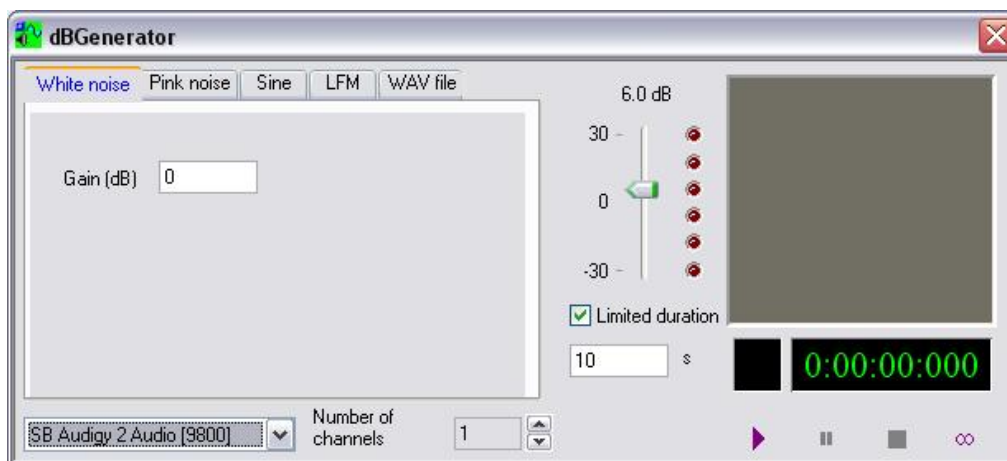 dBGenerator
White noise Pink noise Sine LFM WAV file
Gain (dB) 0
6.0 dB
30
0
-30
Limited duration
10 s
0:00:00:000
SB Audigy 2 Audio [9800]
Number of
channels
1